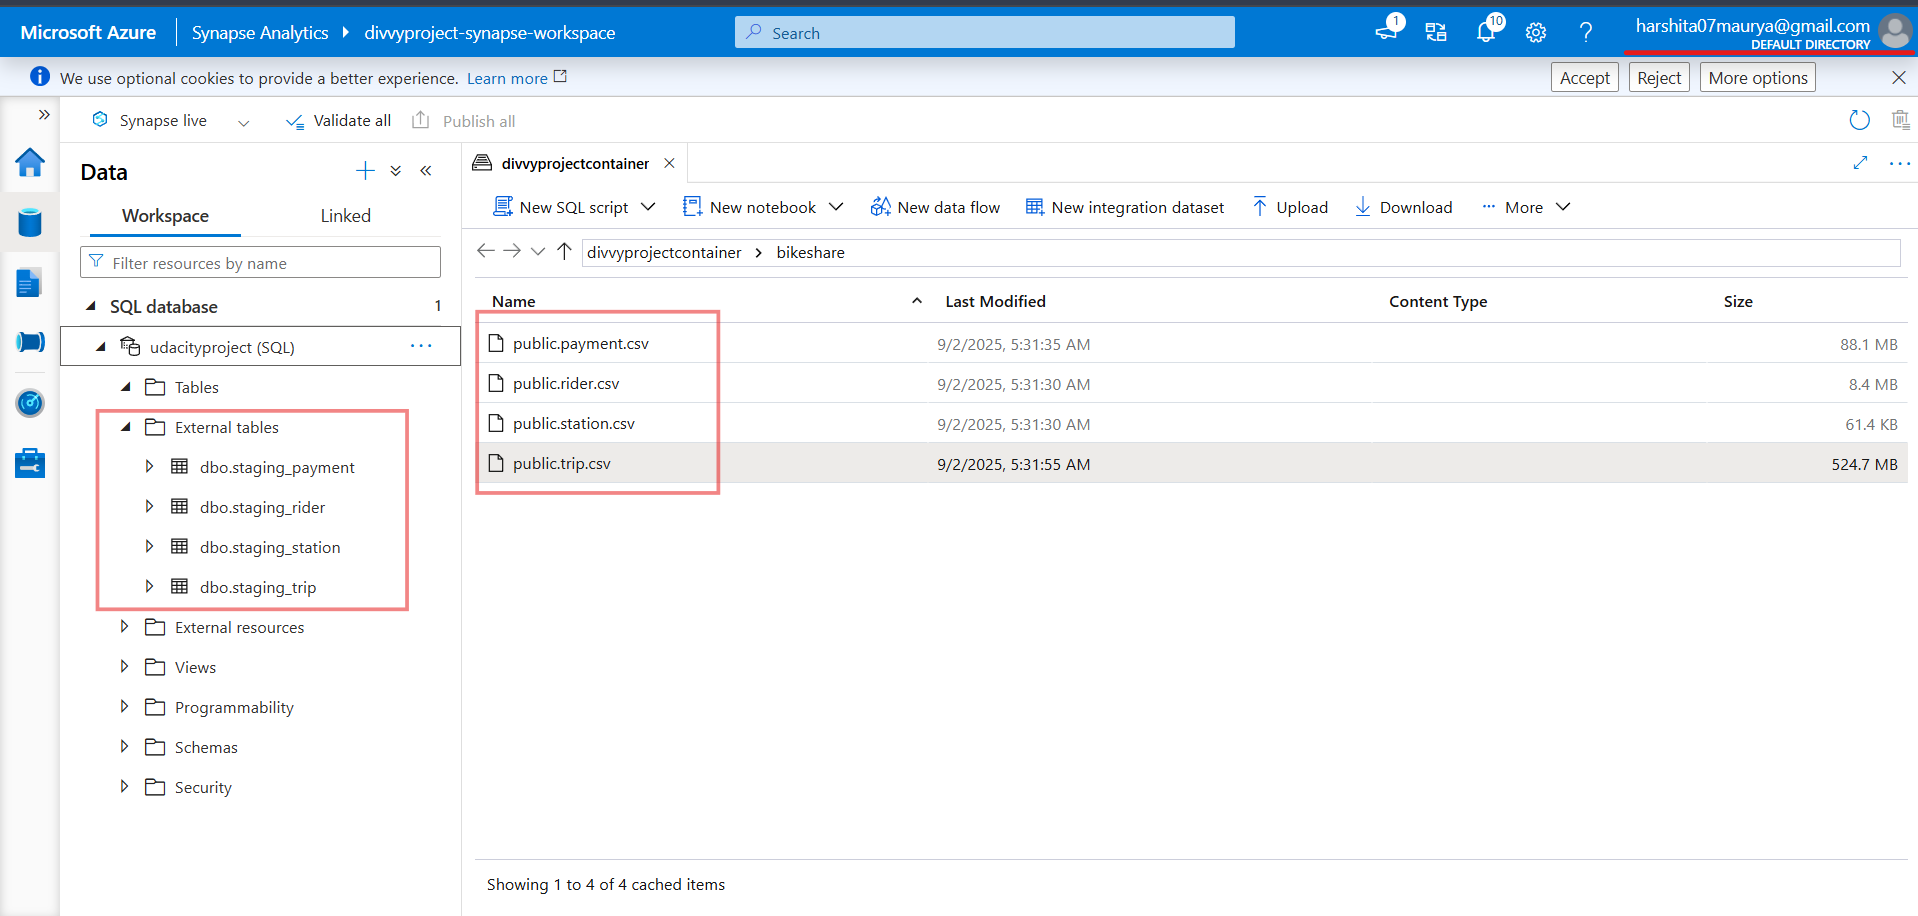 Microsoft Azure Synapse Analytics divvyproject-synapse-workspace Search 1 10 harshita07maurya@gmail.com
DEFAULT DIRECTORY
We use optional cookies to provide a better experience. Learn more Accept Reject More options
Synapse live Validate all Publish all
Data
Workspace Linked
Filter resources by name
SQL database 1
udacityproject (SQL)
Tables
External tables
dbo.staging_payment
dbo.staging_rider
dbo.staging_station
dbo.staging_trip
External resources
Views
Programmability
Schemas
Security
divvyprojectcontainer
New SQL script New notebook New data flow New integration dataset Upload Download More
divvyprojectcontainer bikeshare
Name Last Modified Content Type Size
public.payment.csv 9/2/2025, 5:31:35 AM 88.1 MB
public.rider.csv 9/2/2025, 5:31:30 AM 8.4 MB
public.station.csv 9/2/2025, 5:31:30 AM 61.4 KB
public.trip.csv 9/2/2025, 5:31:55 AM 524.7 MB
Showing 1 to 4 of 4 cached items